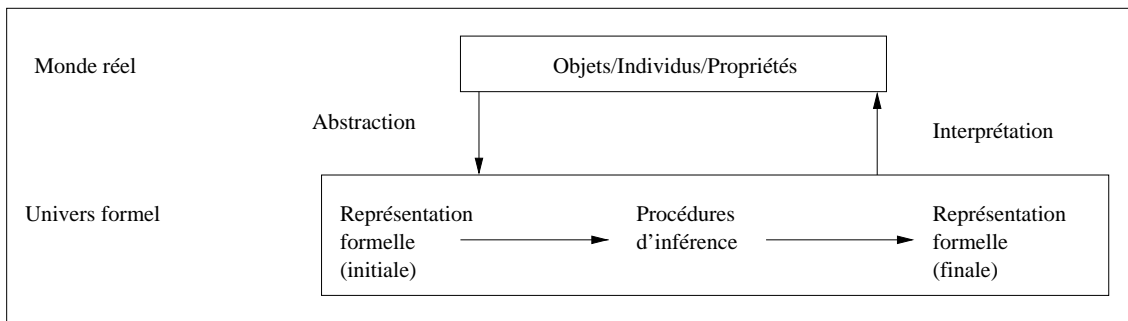 Monde réel
Objets/Individus/Propriétés
Abstraction
Interprétation
Univers formel
Représentation
formelle
(initiale)
Procédures
d'inférence
Représentation
formelle
(finale)